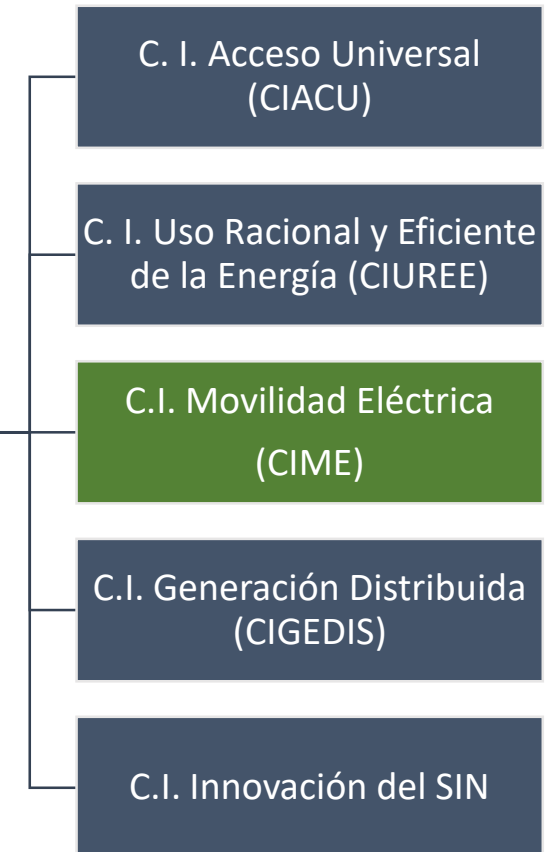 C. I. Acceso Universal
(CIACU)
C. I. Uso Racional y Eficiente
de la Energía (CIUREE)
C.I. Movilidad Eléctrica
(CIME)
C.I. Generación Distribuida
(CIGEDIS)
C.I. Innovación del SIN